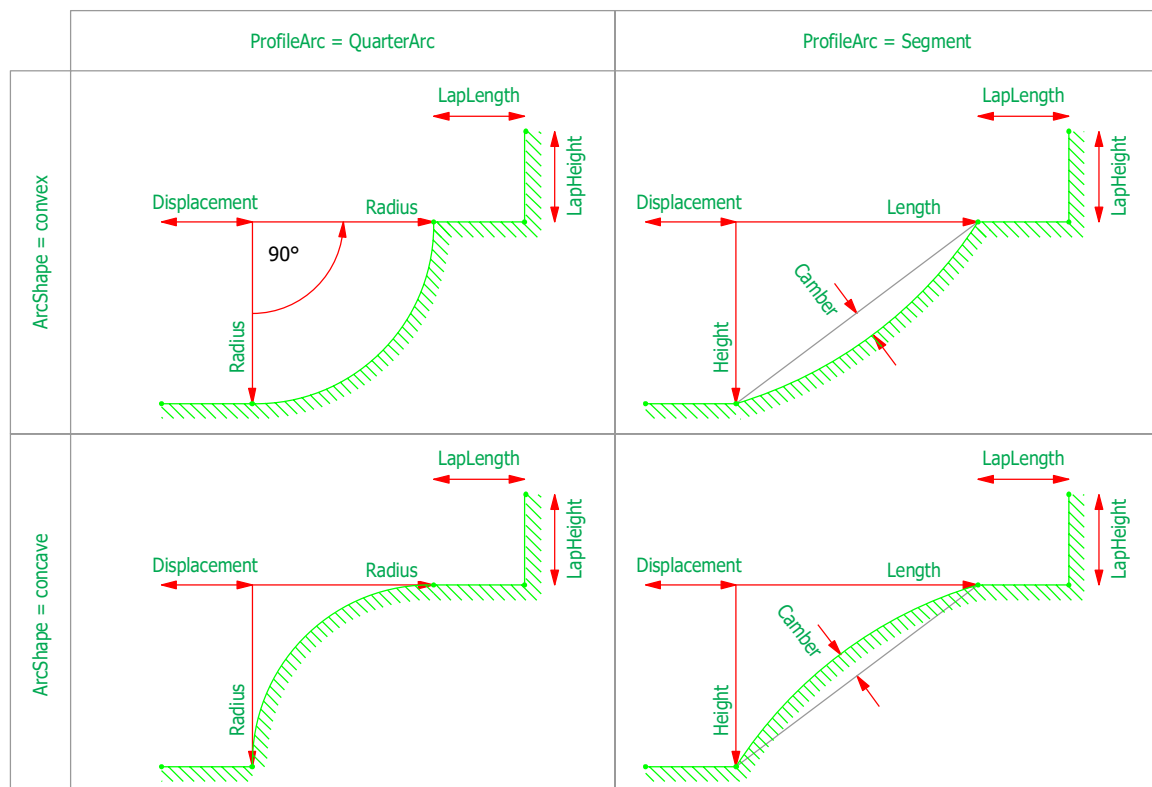 ProfileArc = QuarterArc
ProfileArc = Segment
ArcShape = convex
LapLength
LapHeight
Displacement
Radius
90°
Radius
LapLength
LapHeight
Displacement
Length
Camber
Height
ArcShape = concave
LapLength
LapHeight
Displacement
Radius
Radius
LapLength
LapHeight
Displacement
Length
Camber
Height